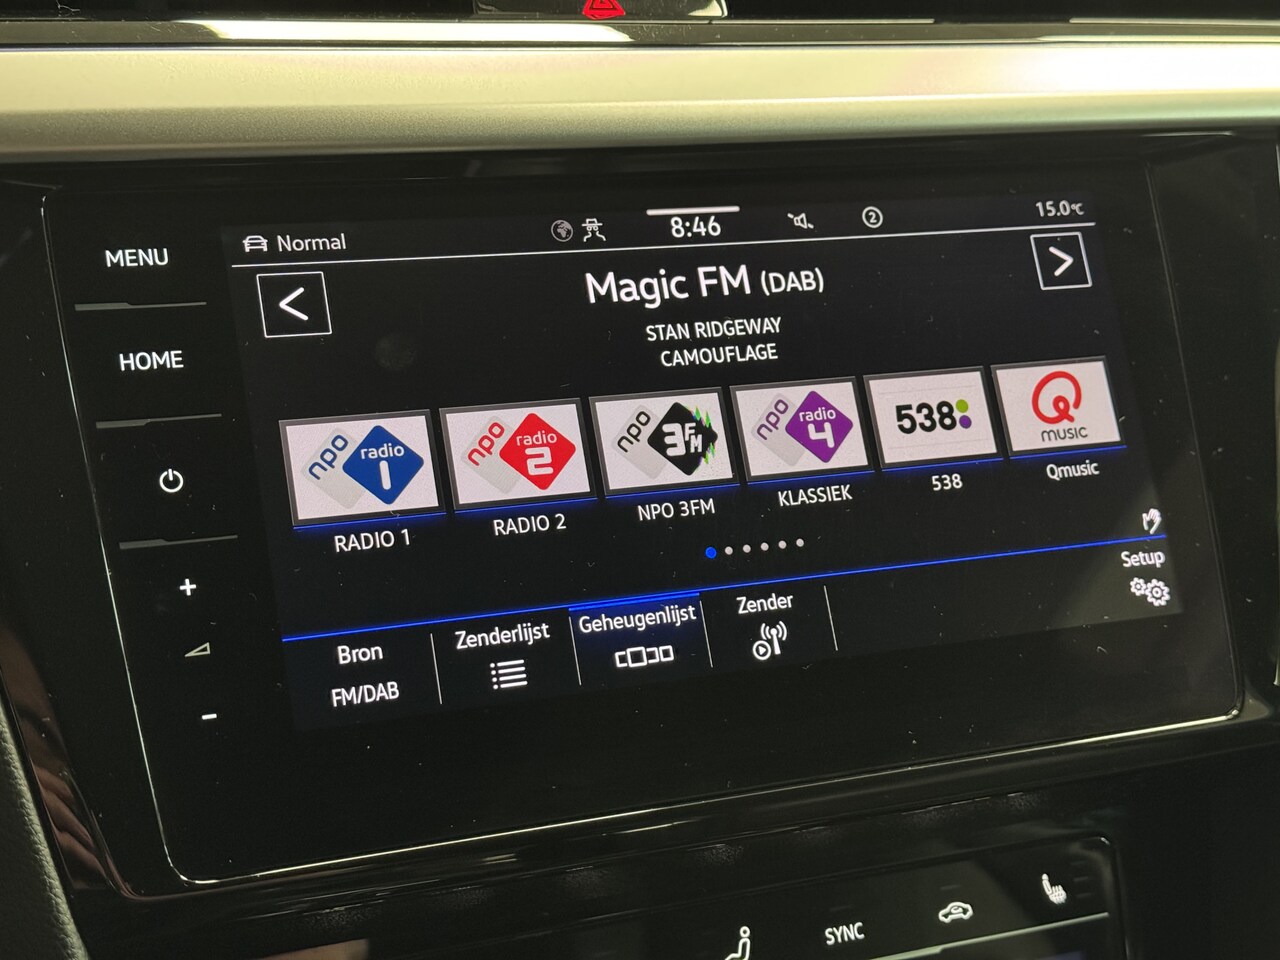 MENU
HOME
Normal
8:46
2
15.0°C
Magic FM (DAB)
STAN RIDGEWAY
CAMOUFLAGE
npo radio 1
npo radio 2
npo 3FM
npo radio 4
538
Q MUSIC
RADIO 1
RADIO 2
NPO 3FM
KLASSIEK
538
Qmusic
Setup
Bron
FM/DAB
Zenderlijst
Geheugenlijst
Zender
SYNC